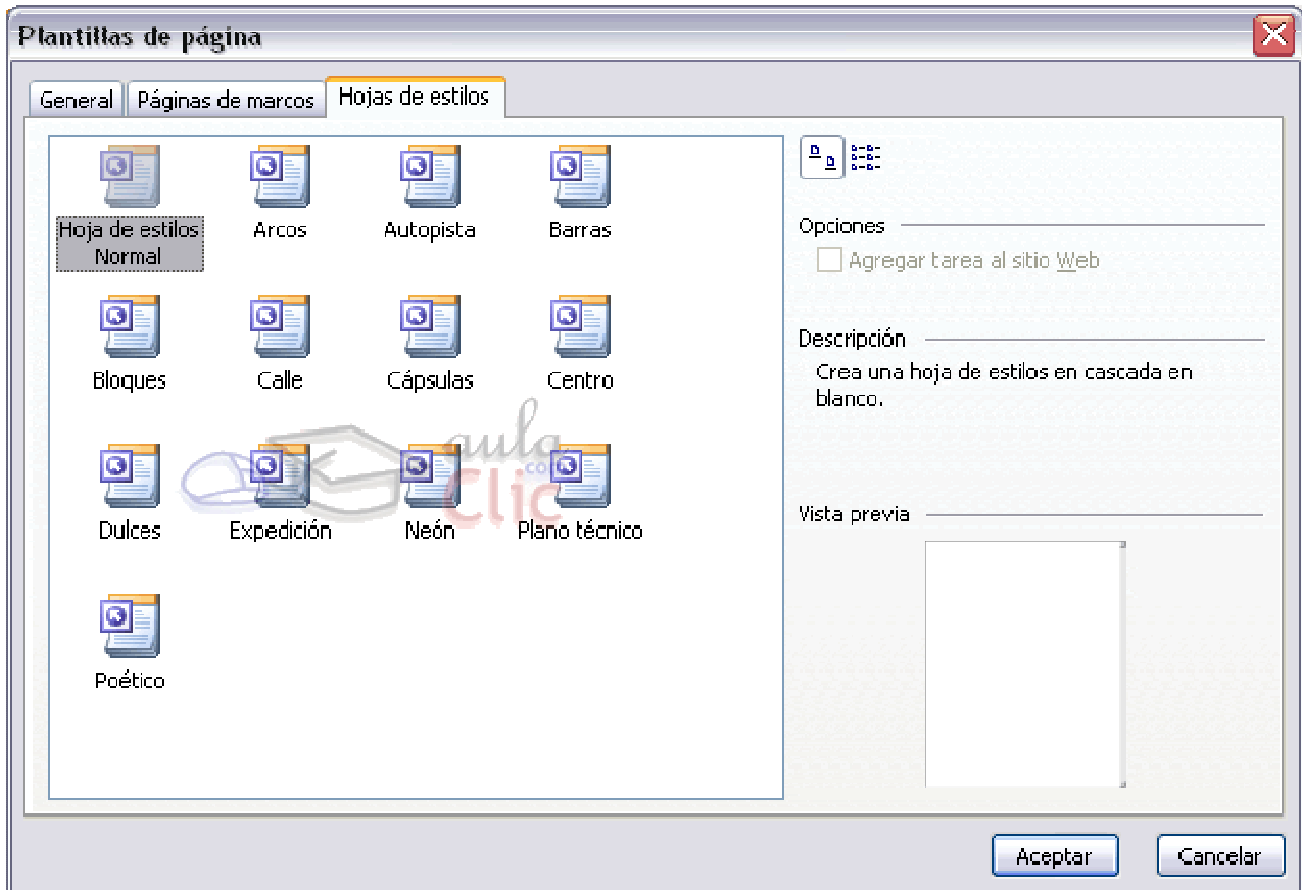 Plantillas de página
General
Páginas de marcos
Hojas de estilos
Hoja de estilos
Normal
Arcos
Autopista
Barras
Bloques
Calle
Cápsulas
Centro
Dulces
Expedición
Neón
Plano técnico
Poético
aula
Clic
com
Opciones
Agregar tarea al sitio Web
Descripción
Crea una hoja de estilos en cascada en
blanco.
Vista previa
Aceptar
Cancelar